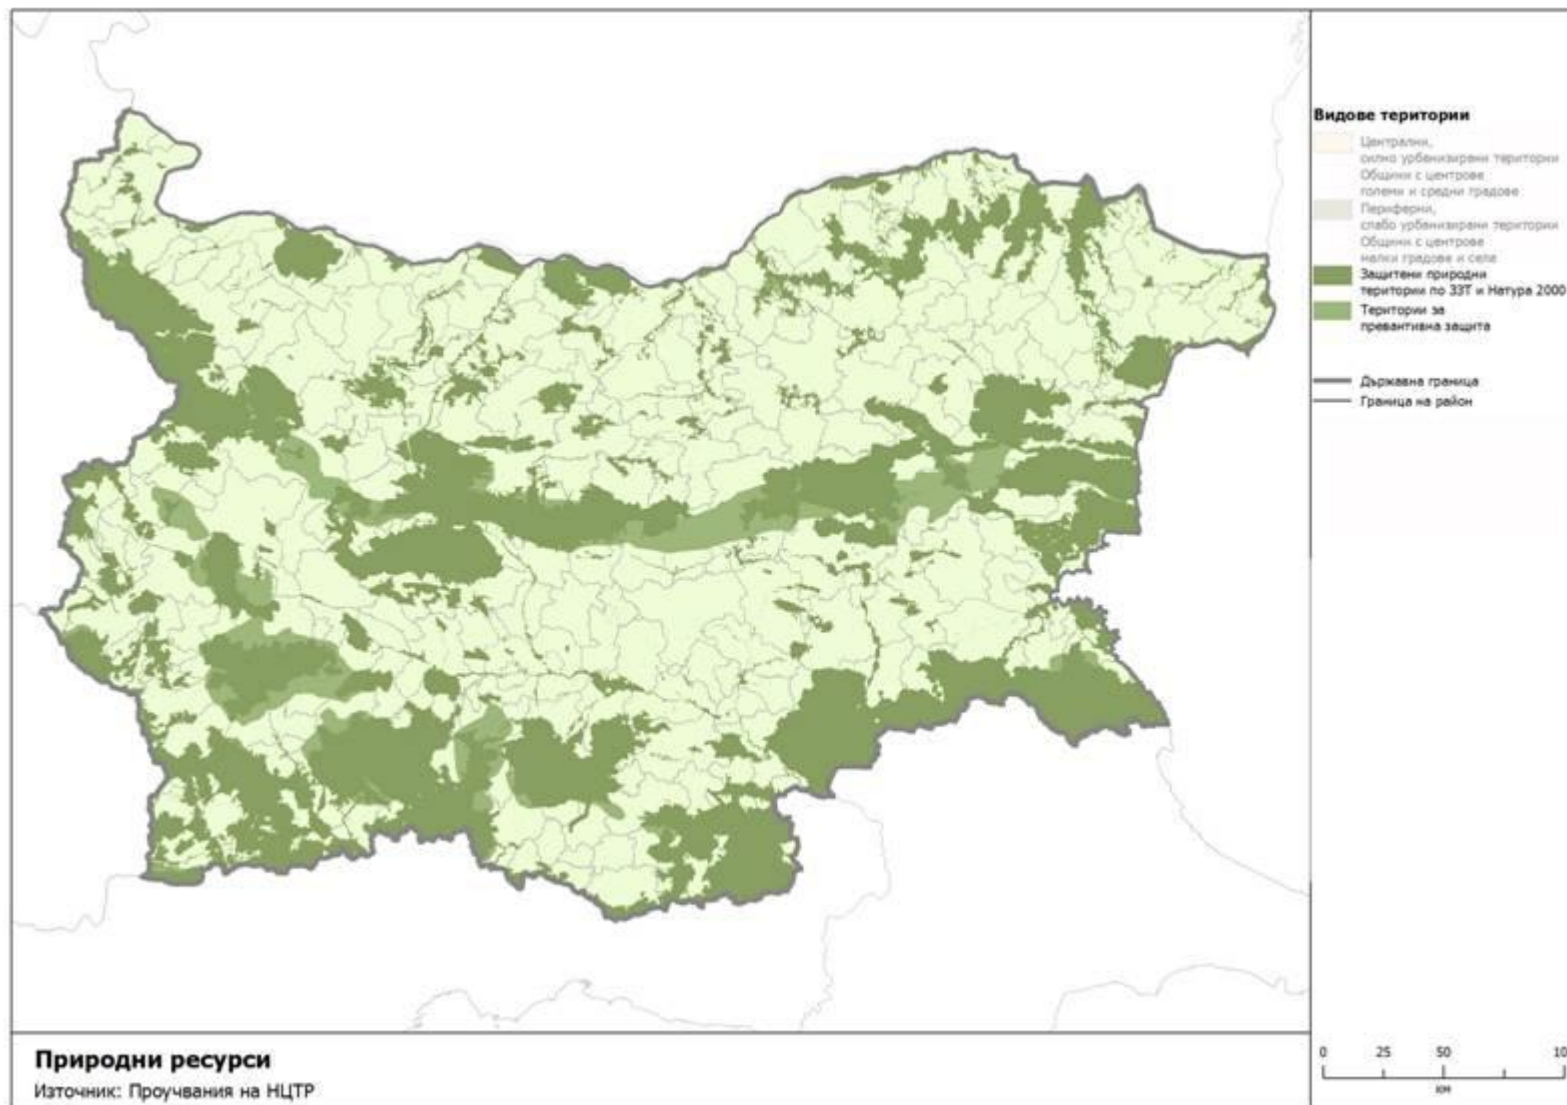 Видове територии
Централни,
силно урбанизирани територии
Общини с центрове
големи и средни градове
Периферни,
слабо урбанизирани територии
Общини с центрове
малки градове и села
Защитени природни
територии по ЗЗТ и Натура 2000
Територии за
превантивна защита
Държавна граница
Граница на район
0 25 50 10
км
Природни ресурси
Източник: Проучвания на НЦТР